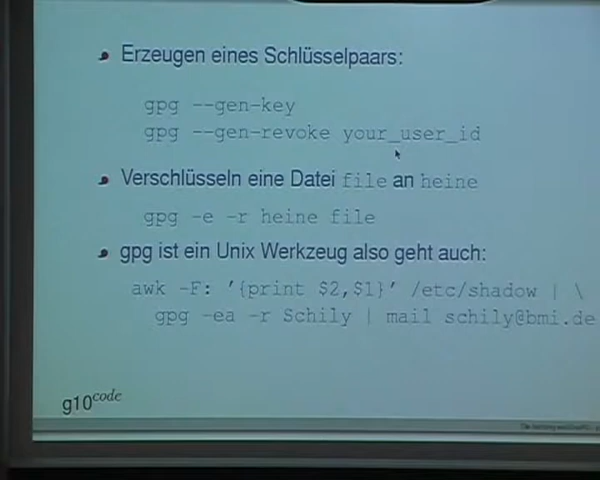 Erzeugen eines Schlüsselpaars:
gpg --gen-key
gpg --gen-revoke your_user_id
Verschlüsseln eine Datei file an heine
gpg -e -r heine file
gpg ist ein Unix Werkzeug also geht auch:
awk -F: '{print $2,$1}' /etc/shadow | \
gpg -ea -r Schily | mail schily@bmi.de
g10code